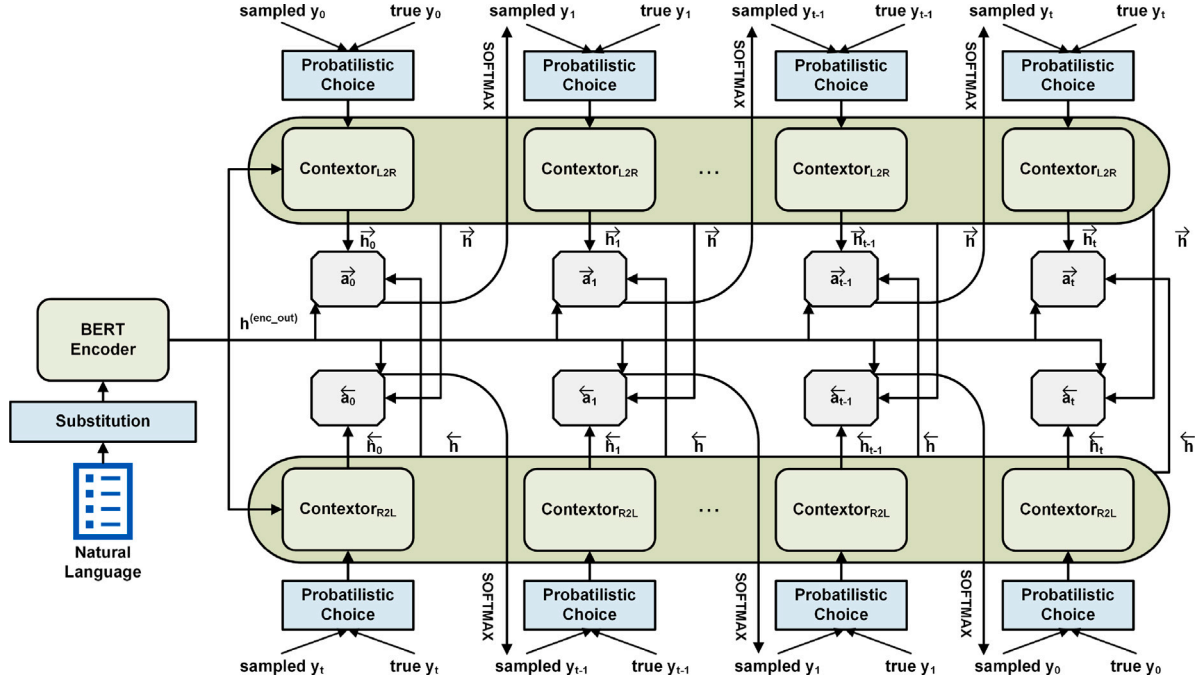 sampled y0 true y0 sampled y1 true y1 sampled yt-1 true yt-1 sampled yt true yt
Probatilistic Choice
Probatilistic Choice
Probatilistic Choice
Probatilistic Choice
SOFTMAX
SOFTMAX
SOFTMAX
ContextorL2R ContextorL2R ... ContextorL2R ContextorL2R
→h0 →h →h1 →h →ht-1 →h →ht →h
→a0 →a1 →at-1 →at
BERT
Encoder
h(enc_out)
Substitution
Natural
Language
←a0 ←a1 ←at-1 ←at
←h0 ←h ←h1 ←h ←ht-1 ←h ←ht ←h
ContextorR2L ContextorR2L ... ContextorR2L ContextorR2L
SOFTMAX
SOFTMAX
SOFTMAX
Probatilistic Choice
Probatilistic Choice
Probatilistic Choice
Probatilistic Choice
sampled yt true yt sampled yt-1 true yt-1 sampled y1 true y1 sampled y0 true y0